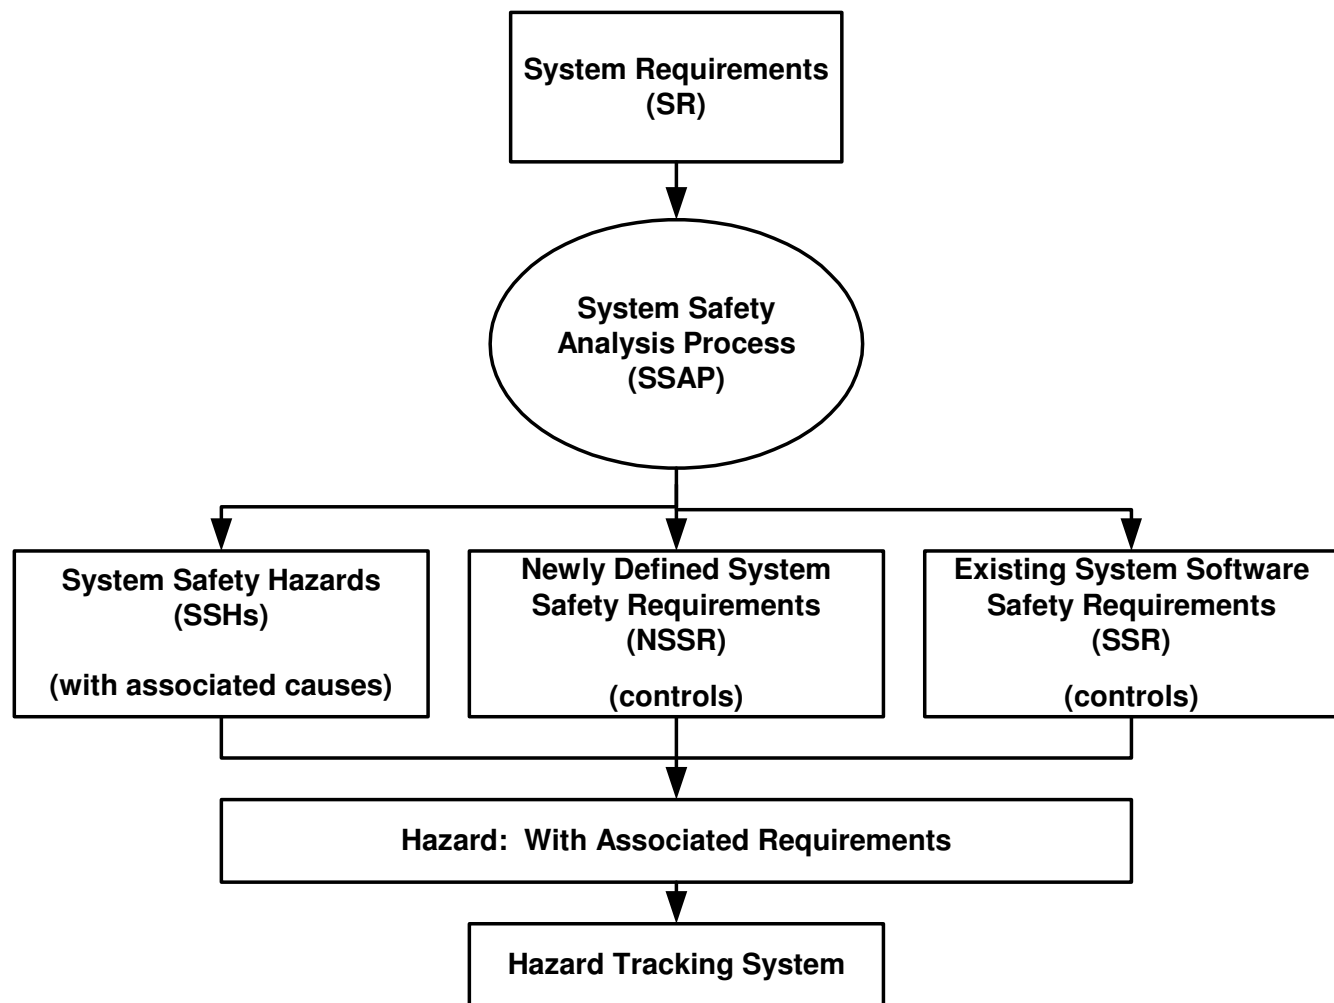 System Requirements
(SR)
System Safety
Analysis Process
(SSAP)
System Safety Hazards
(SSHs)
(with associated causes)
Newly Defined System
Safety Requirements
(NSSR)
(controls)
Existing System Software
Safety Requirements
(SSR)
(controls)
Hazard:  With Associated Requirements
Hazard Tracking System